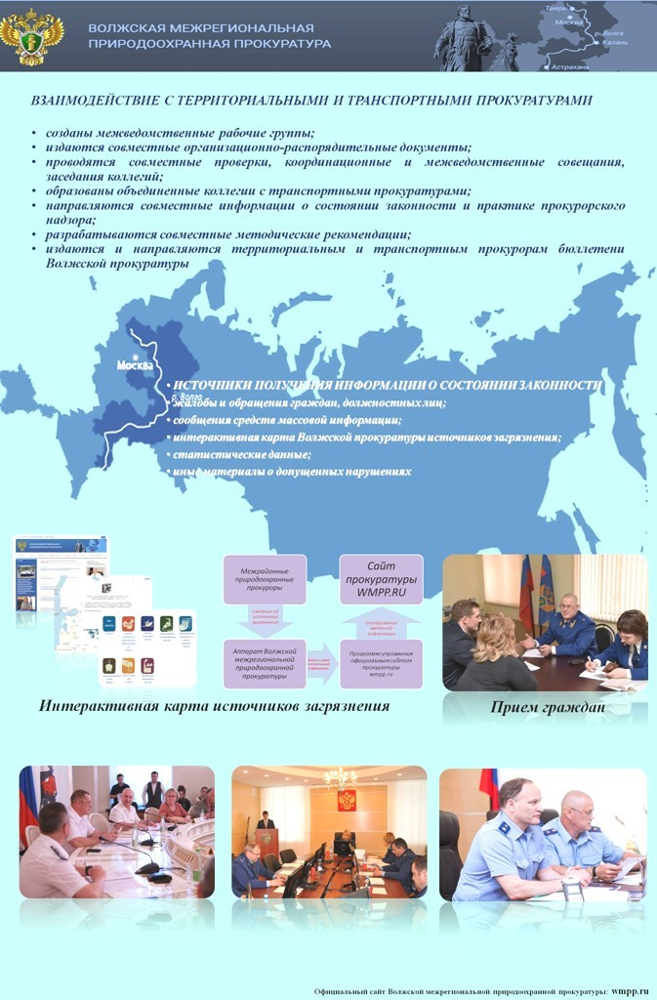 ВОЛЖСКАЯ МЕЖРЕГИОНАЛЬНАЯ
ПРИРОДООХРАННАЯ ПРОКУРАТУРА
Тверь
Москва
р. Волга
Казань
Астрахань
ВЗАИМОДЕЙСТВИЕ С ТЕРРИТОРИАЛЬНЫМИ И ТРАНСПОРТНЫМИ ПРОКУРАТУРАМИ
• созданы межведомственные рабочие группы;
• издаются совместные организационно-распорядительные документы;
• проводятся совместные проверки, координационные и межведомственные совещания,
заседания коллегий;
• образованы объединенные коллегии с транспортными прокуратурами;
• направляются совместные информации о состоянии законности и практике прокурорского
надзора;
• разрабатываются совместные методические рекомендации;
• издаются и направляются территориальным и транспортным прокурорам бюллетени
Волжской прокуратуры
Москва
р. Волга
• ИСТОЧНИКИ ПОЛУЧЕНИЯ ИНФОРМАЦИИ О СОСТОЯНИИ ЗАКОННОСТИ
• жалобы и обращения граждан, должностных лиц;
• сообщения средств массовой информации;
• интерактивная карта Волжской прокуратуры источников загрязнения;
• статистические данные;
• иные материалы о допущенных нарушениях
Межрайонные
природоохранные
прокуроры
Сайт
прокуратуры
WMPP.RU
Сведения об
источниках
загрязнения
Аппарат Волжской
межрегиональной
природоохранной
прокуратуры
Программа управления
официальным сайтом
прокуратуры
wmpp.ru
Интерактивная карта источников загрязнения
Прием граждан
Официальный сайт Волжской межрегиональной природоохранной прокуратуры: wmpp.ru